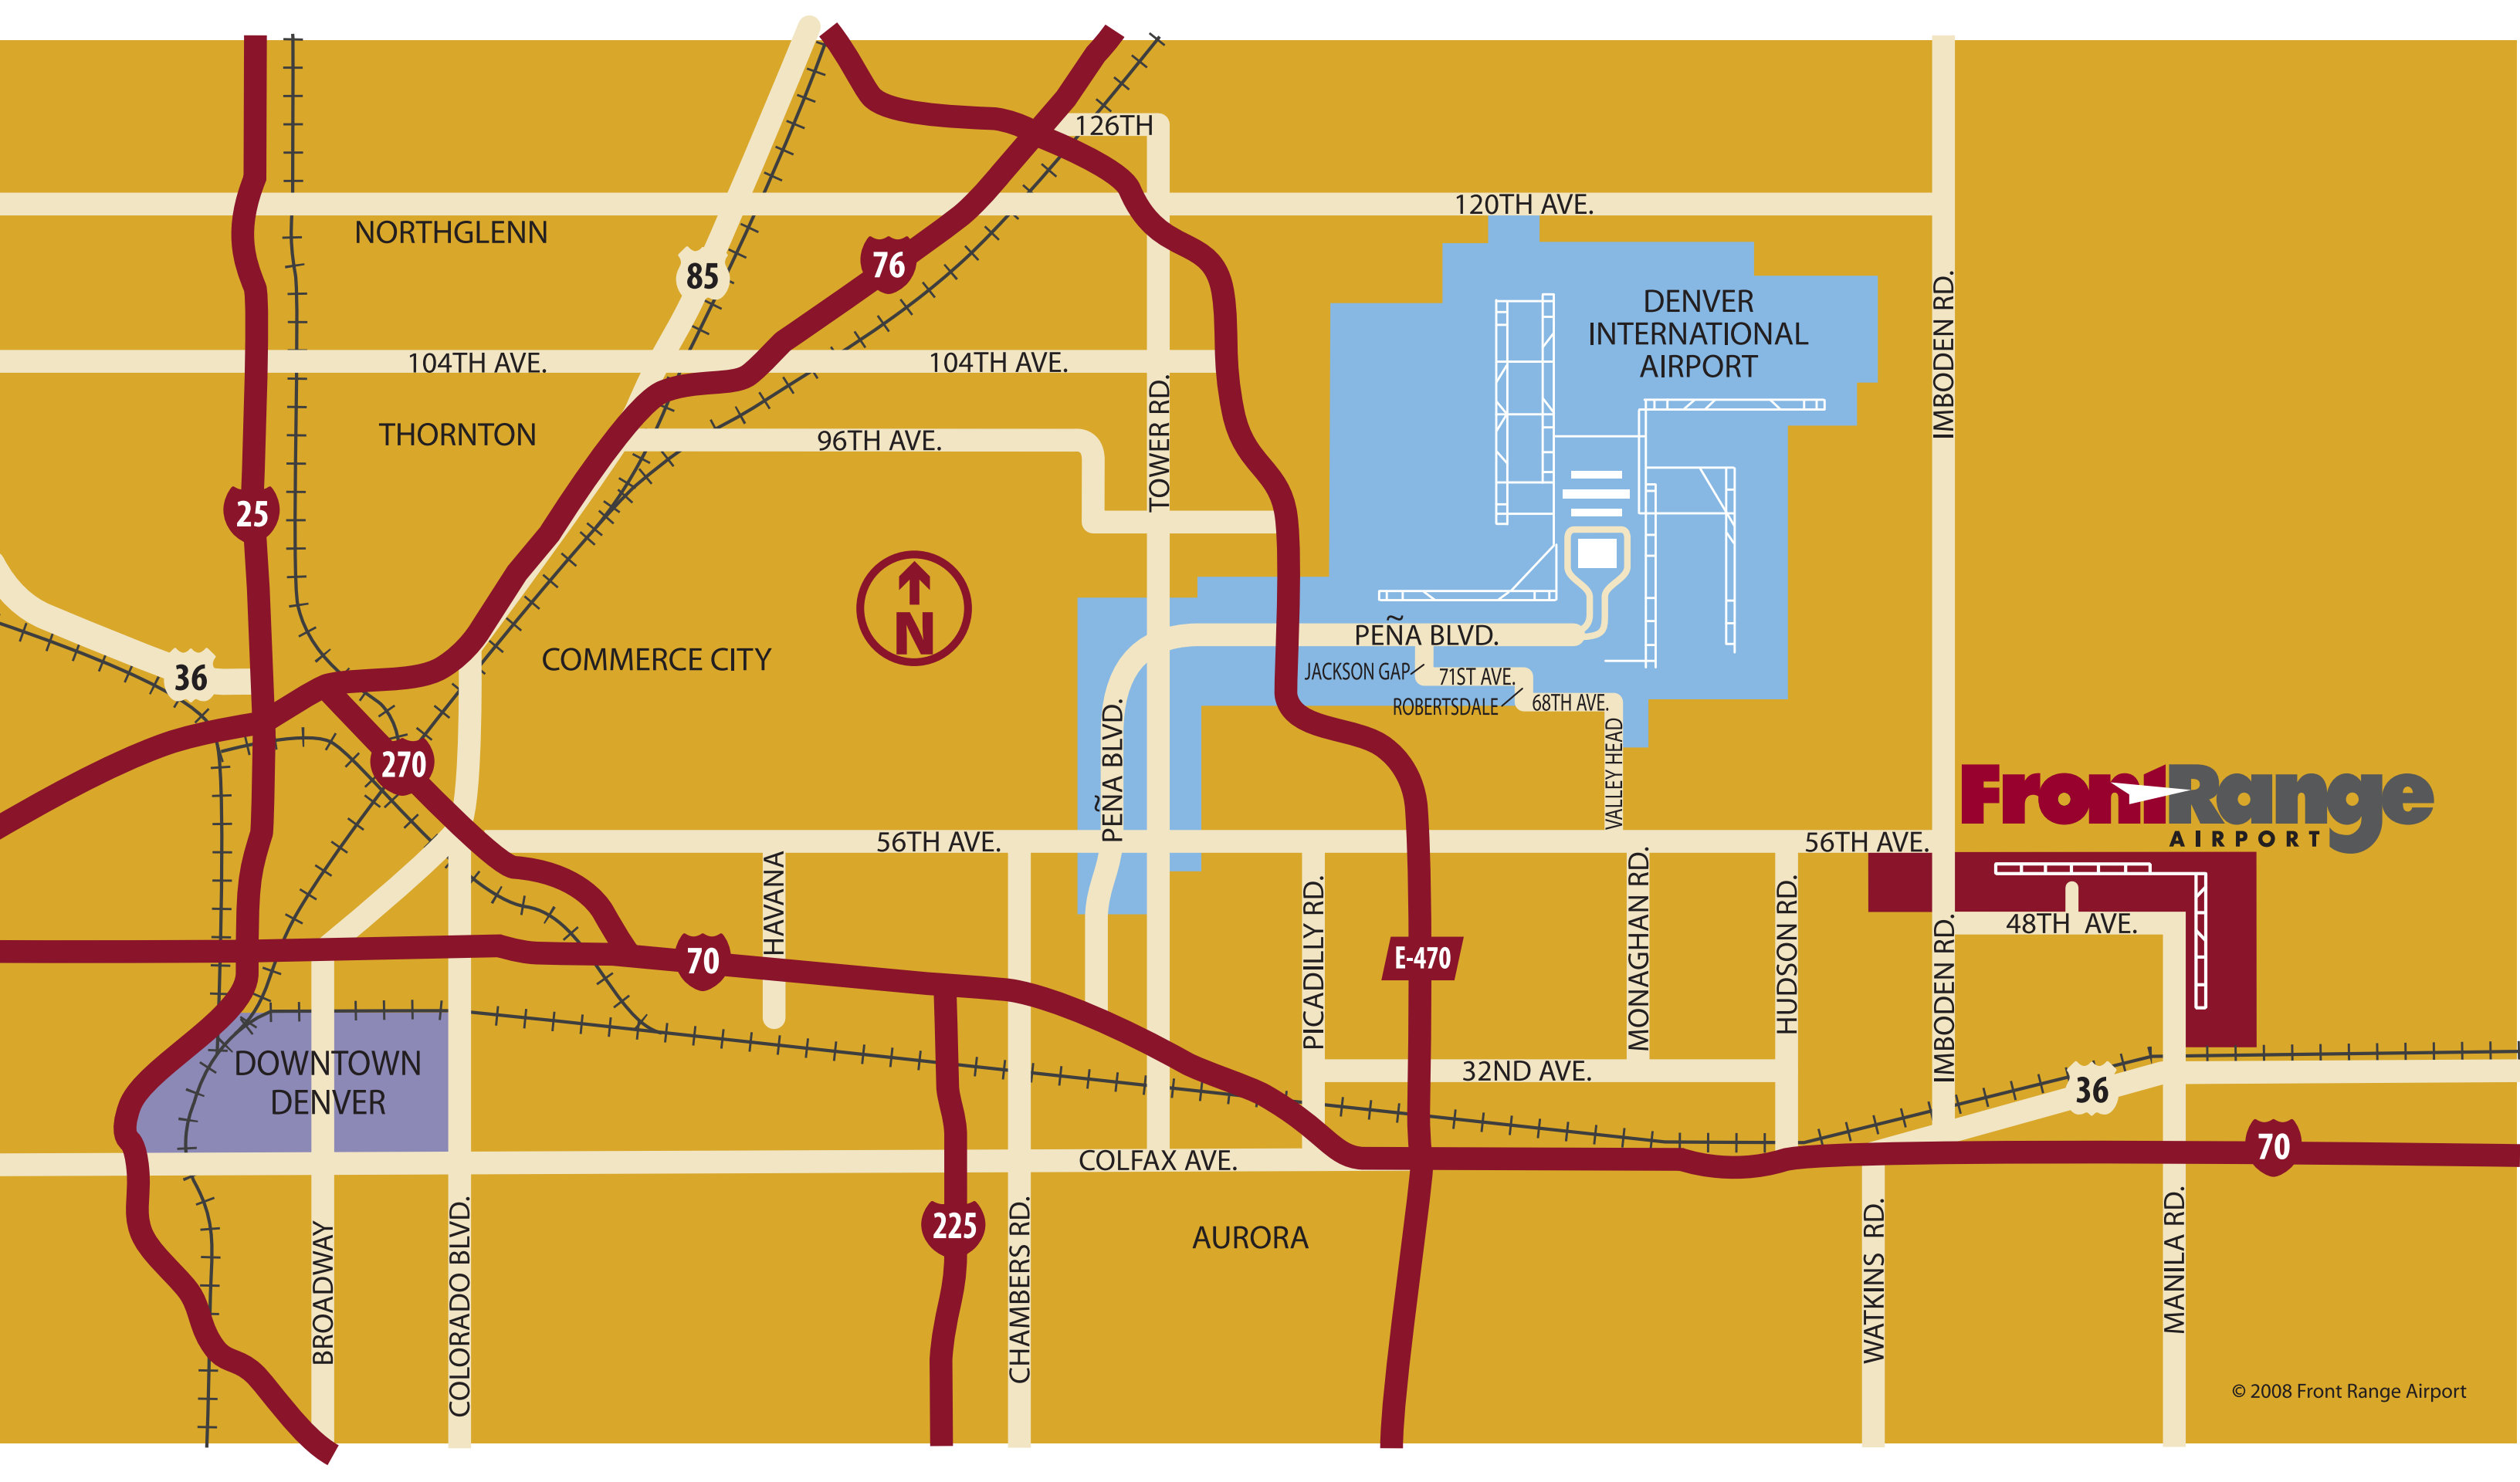 126TH
120TH AVE.
NORTHGLENN
85
76
DENVER
INTERNATIONAL
AIRPORT
IMBODEN RD.
104TH AVE.
104TH AVE.
TOWER RD.
THORNTON
96TH AVE.
25
N
PEÑA BLVD.
COMMERCE CITY
36
JACKSON GAP
71ST AVE.
ROBERTSDALE
68TH AVE.
PEÑA BLVD.
VALLEY HEAD
270
FrontRange
AIRPORT
56TH AVE.
56TH AVE.
HAVANA
PICADILLY RD.
MONAGHAN RD.
HUDSON RD.
IMBODEN RD.
48TH AVE.
70
E-470
DOWNTOWN
DENVER
32ND AVE.
36
COLFAX AVE.
70
BROADWAY
COLORADO BLVD.
225
CHAMBERS RD.
AURORA
WATKINS RD.
MANILA RD.
© 2008 Front Range Airport